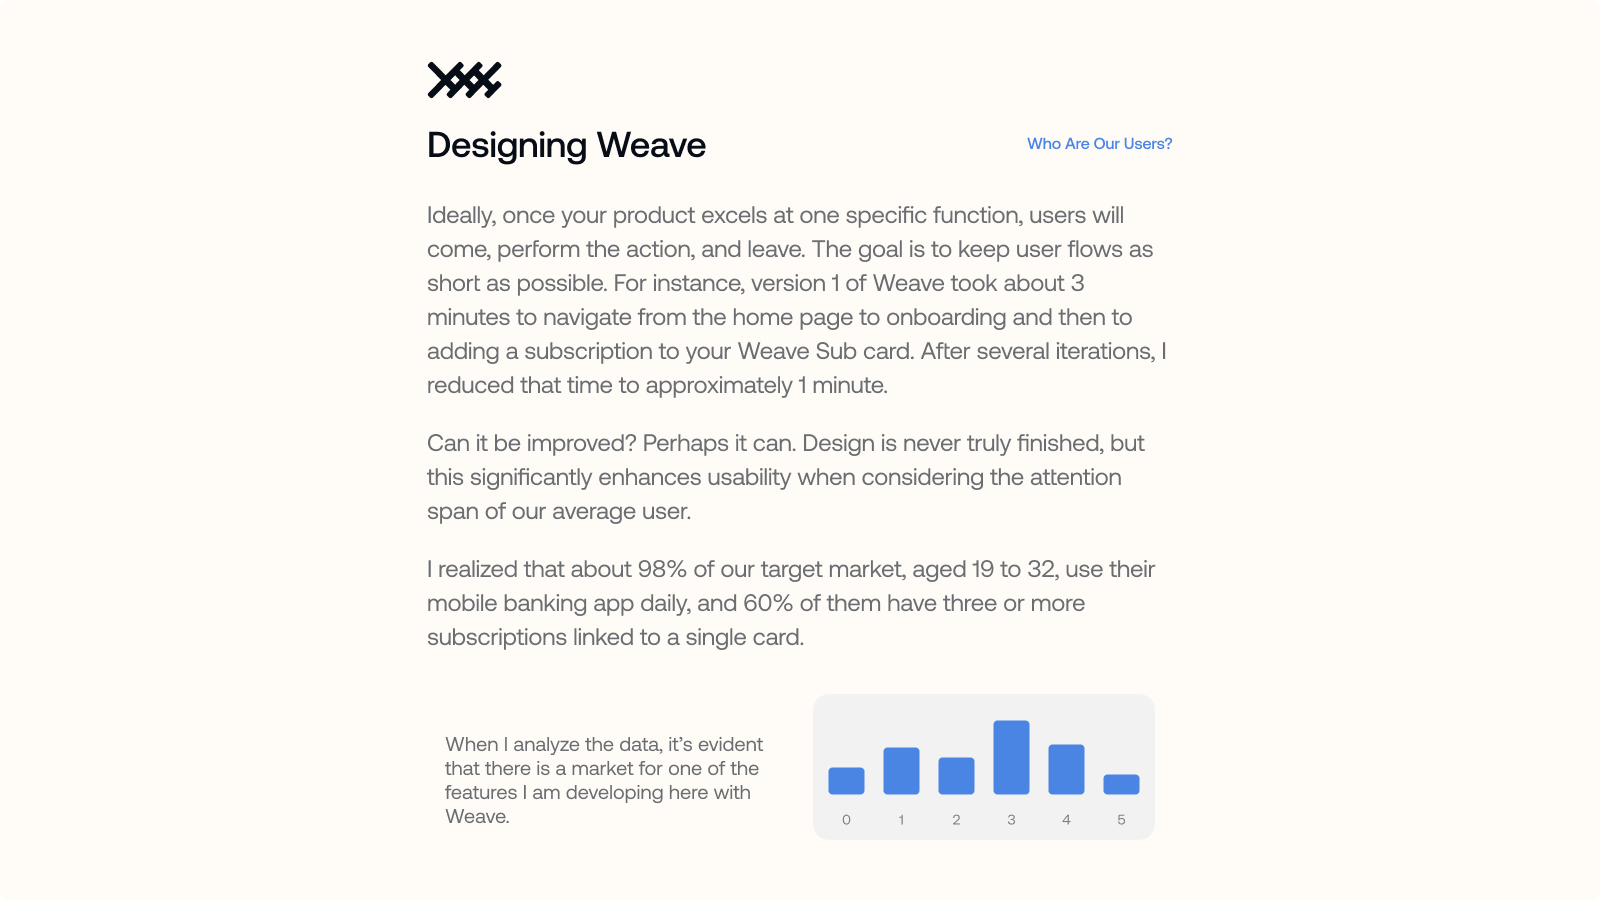 Designing Weave
Who Are Our Users?
Ideally, once your product excels at one specific function, users will
come, perform the action, and leave. The goal is to keep user flows as
short as possible. For instance, version 1 of Weave took about 3
minutes to navigate from the home page to onboarding and then to
adding a subscription to your Weave Sub card. After several iterations, I
reduced that time to approximately 1 minute.
Can it be improved? Perhaps it can. Design is never truly finished, but
this significantly enhances usability when considering the attention
span of our average user.
I realized that about 98% of our target market, aged 19 to 32, use their
mobile banking app daily, and 60% of them have three or more
subscriptions linked to a single card.
When I analyze the data, it’s evident
that there is a market for one of the
features I am developing here with
Weave.
0 1 2 3 4 5